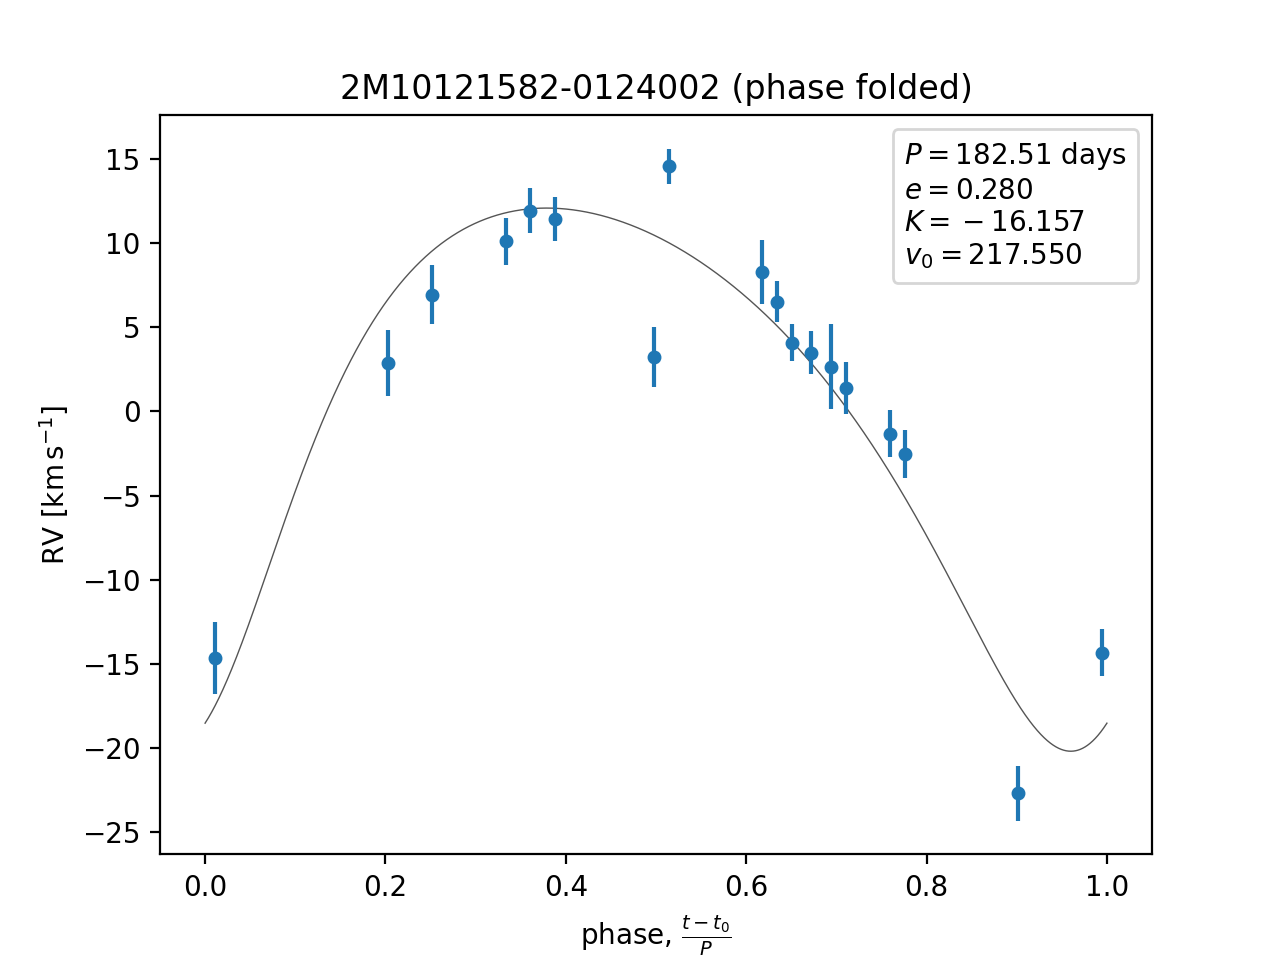 2M10121582-0124002 (phase folded)
P = 182.51 days
e = 0.280
K = −16.157
v₀ = 217.550
15
10
5
0
−5
−10
−15
−20
−25
RV [km s⁻¹]
0.0 0.2 0.4 0.6 0.8 1.0
phase, (t − t₀)/P